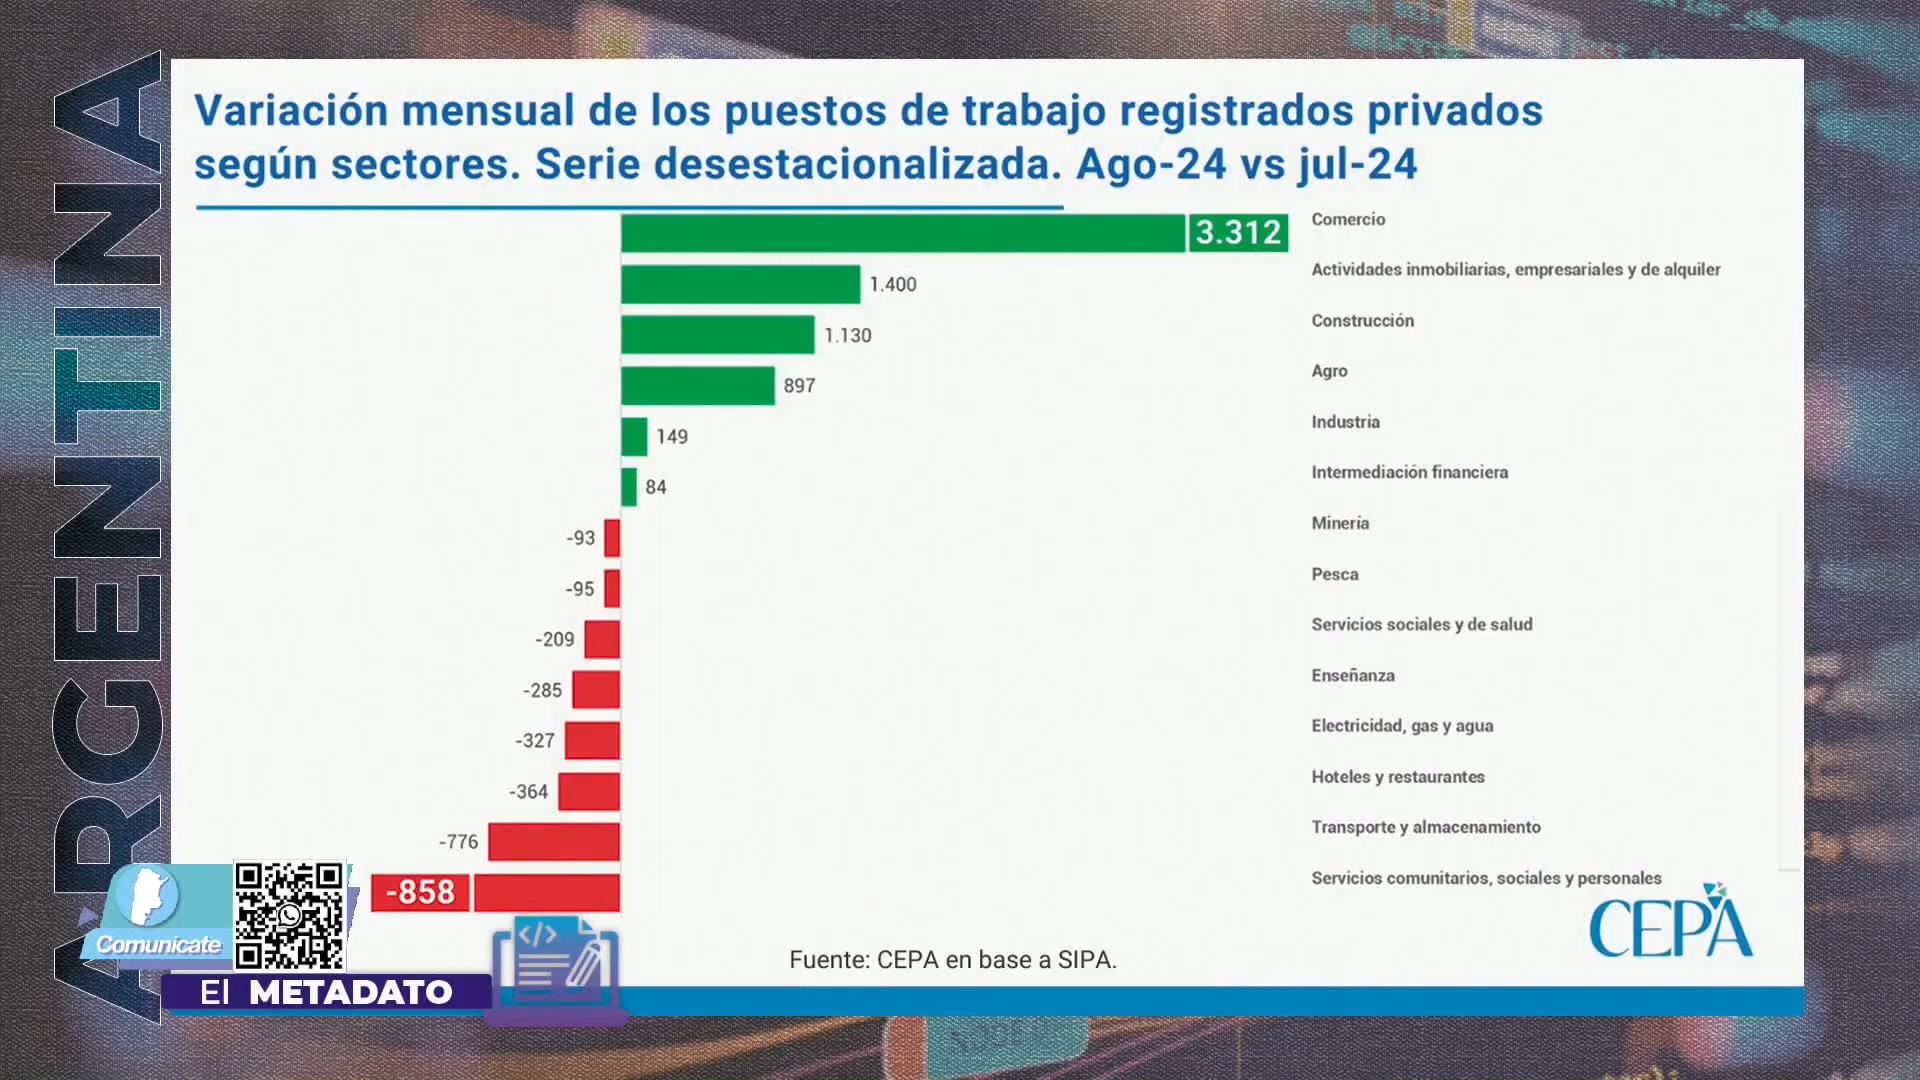 ARGENTINA
Variación mensual de los puestos de trabajo registrados privados
según sectores. Serie desestacionalizada. Ago-24 vs jul-24
3.312 Comercio
1.400 Actividades inmobiliarias, empresariales y de alquiler
1.130 Construcción
897 Agro
149 Industria
84 Intermediación financiera
-93 Minería
-95 Pesca
-209 Servicios sociales y de salud
-285 Enseñanza
-327 Electricidad, gas y agua
-364 Hoteles y restaurantes
-776 Transporte y almacenamiento
-858 Servicios comunitarios, sociales y personales
CEPA
Comunicate
Fuente: CEPA en base a SIPA.
El METADATO